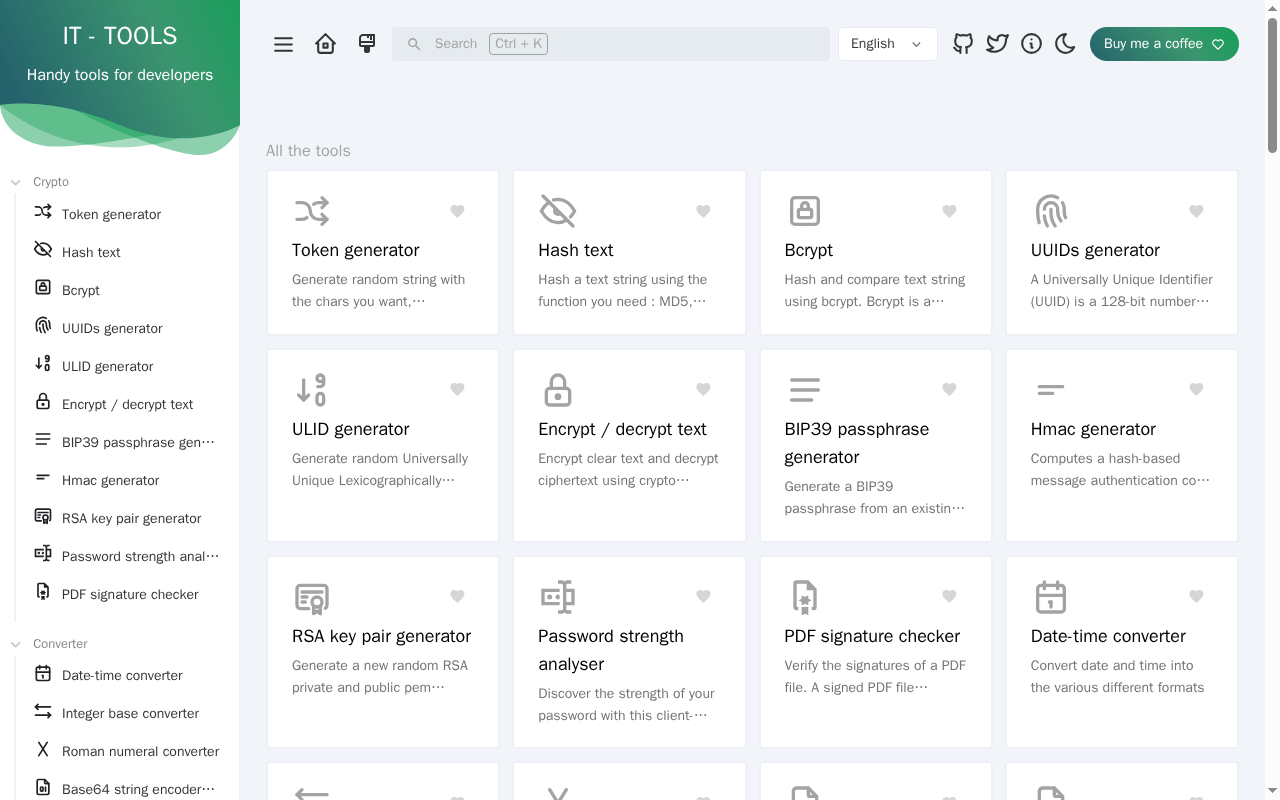 IT - TOOLS
Handy tools for developers
Crypto
Token generator
Hash text
Bcrypt
UUIDs generator
ULID generator
Encrypt / decrypt text
BIP39 passphrase gen…
Hmac generator
RSA key pair generator
Password strength anal…
PDF signature checker
Converter
Date-time converter
Integer base converter
Roman numeral converter
Base64 string encoder…
Search Ctrl + K
English
Buy me a coffee
All the tools
Token generator
Generate random string with
the chars you want,…
Hash text
Hash a text string using the
function you need : MD5,…
Bcrypt
Hash and compare text string
using bcrypt. Bcrypt is a…
UUIDs generator
A Universally Unique Identifier
(UUID) is a 128-bit number…
ULID generator
Generate random Universally
Unique Lexicographically…
Encrypt / decrypt text
Encrypt clear text and decrypt
ciphertext using crypto…
BIP39 passphrase
generator
Generate a BIP39
passphrase from an existin…
Hmac generator
Computes a hash-based
message authentication co…
RSA key pair generator
Generate a new random RSA
private and public pem…
Password strength
analyser
Discover the strength of your
password with this client-…
PDF signature checker
Verify the signatures of a PDF
file. A signed PDF file…
Date-time converter
Convert date and time into
the various different formats